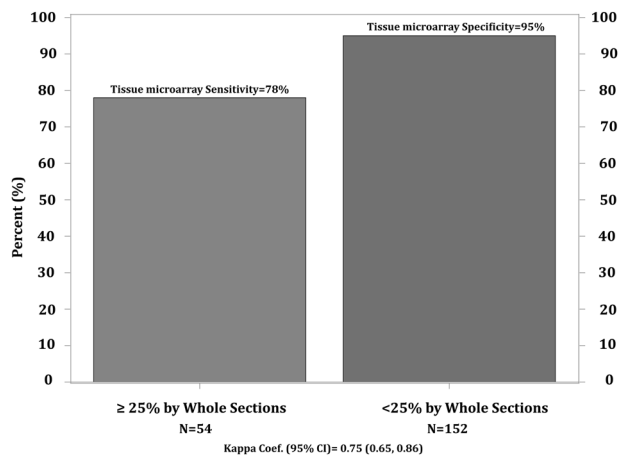 Percent (%)
100
90
80
70
60
50
40
30
20
10
0
Tissue microarray Sensitivity=78%
Tissue microarray Specificity=95%
100
90
80
70
60
50
40
30
20
10
0
≥ 25% by Whole Sections
N=54
<25% by Whole Sections
N=152
Kappa Coef. (95% CI)= 0.75 (0.65, 0.86)